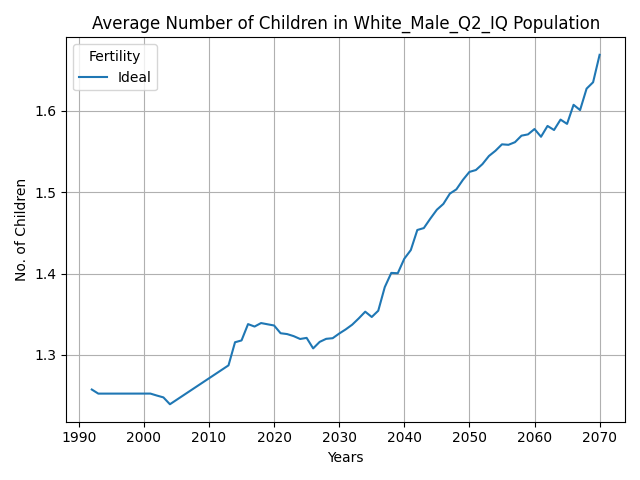 Average Number of Children in White_Male_Q2_IQ Population
Fertility
Ideal
No. of Children
1.6
1.5
1.4
1.3
1990 2000 2010 2020 2030 2040 2050 2060 2070
Years